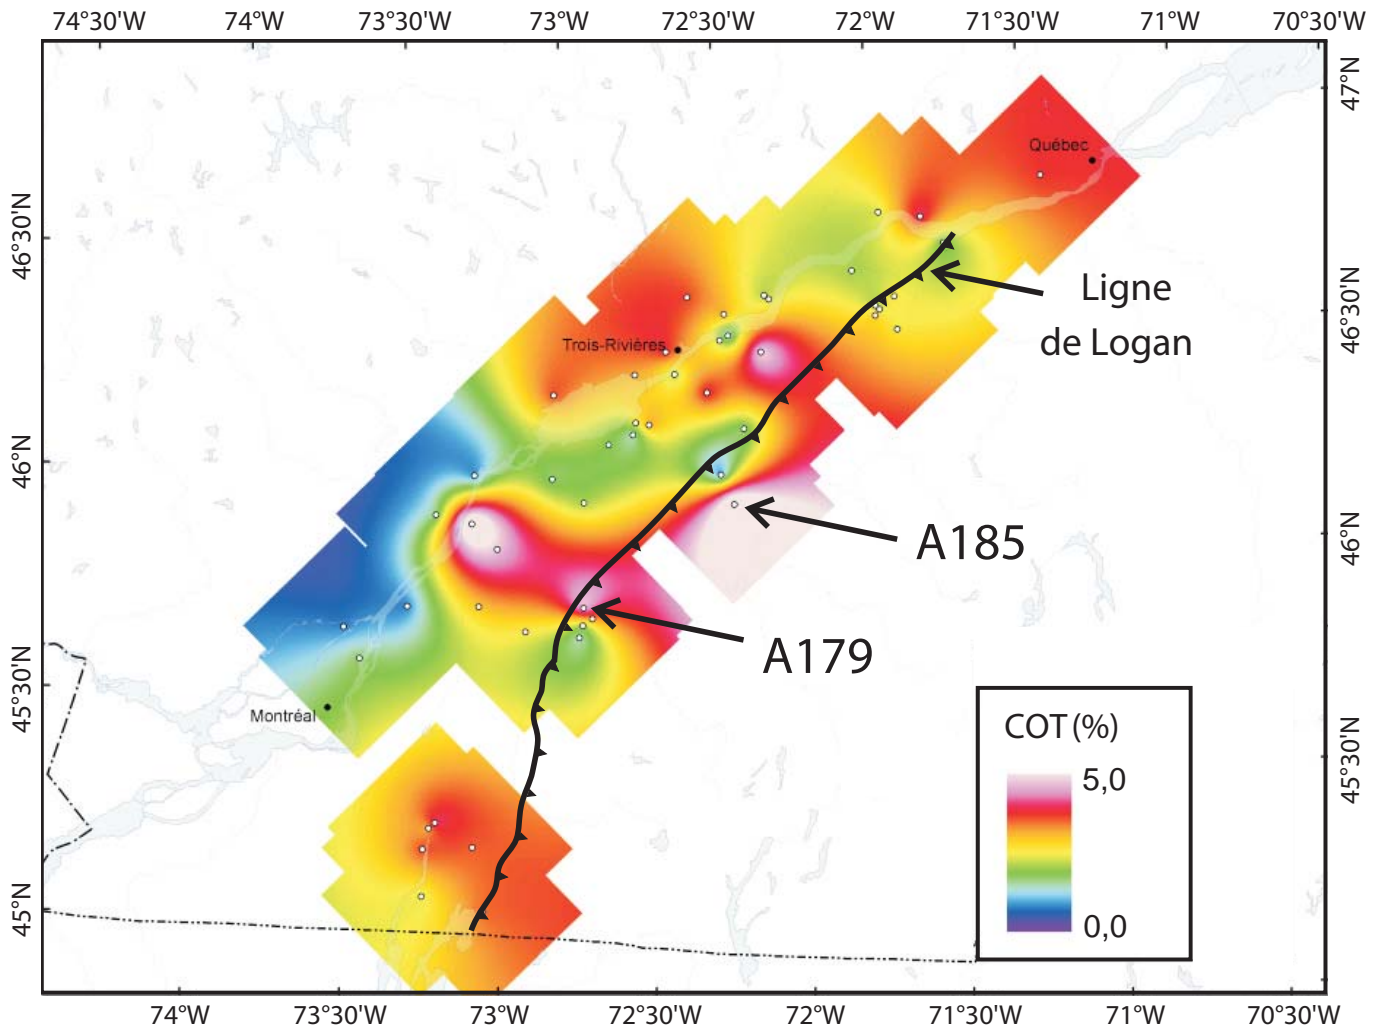 74°30'W 74°W 73°30'W 73°W 72°30'W 72°W 71°30'W 71°W 70°30'W
47°N
Québec
46°30'N
Ligne
de Logan
46°30'N
Trois-Rivières
46°N
A185
46°N
A179
45°30'N
Montréal
COT (%)
5,0
0,0
45°30'N
45°N
74°W 73°30'W 73°W 72°30'W 72°W 71°30'W 71°W 70°30'W